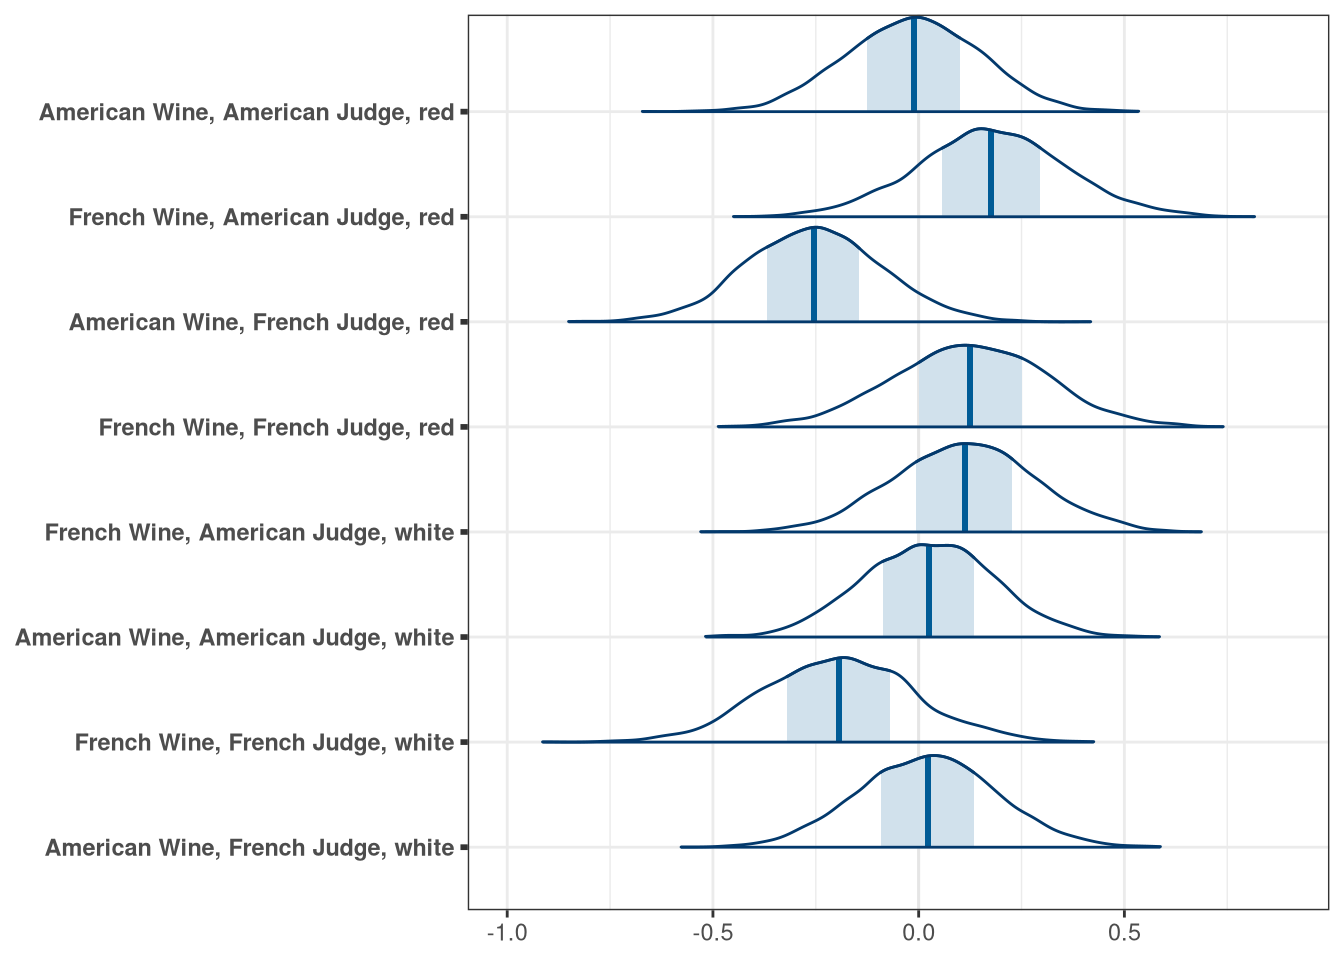 American Wine, American Judge, red
French Wine, American Judge, red
American Wine, French Judge, red
French Wine, French Judge, red
French Wine, American Judge, white
American Wine, American Judge, white
French Wine, French Judge, white
American Wine, French Judge, white
-1.0 -0.5 0.0 0.5